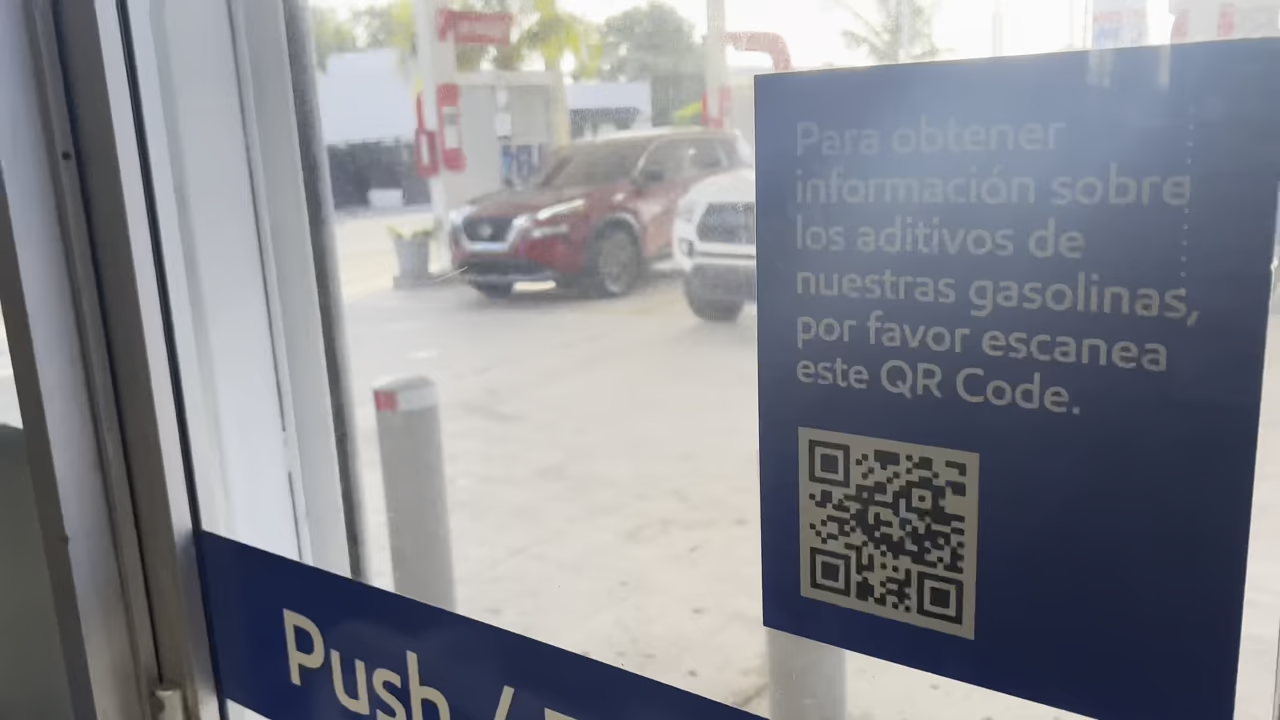 Para obtener
información sobre
los aditivos de
nuestras gasolinas,
por favor escanea
este QR Code.
Push /